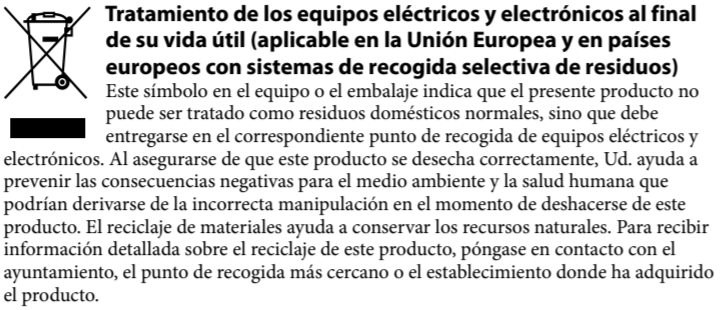 Tratamiento de los equipos eléctricos y electrónicos al final
de su vida útil (aplicable en la Unión Europea y en países
europeos con sistemas de recogida selectiva de residuos)
Este símbolo en el equipo o el embalaje indica que el presente producto no
puede ser tratado como residuos domésticos normales, sino que debe
entregarse en el correspondiente punto de recogida de equipos eléctricos y
electrónicos. Al asegurarse de que este producto se desecha correctamente, Ud. ayuda a
prevenir las consecuencias negativas para el medio ambiente y la salud humana que
podrían derivarse de la incorrecta manipulación en el momento de deshacerse de este
producto. El reciclaje de materiales ayuda a conservar los recursos naturales. Para recibir
información detallada sobre el reciclaje de este producto, póngase en contacto con el
ayuntamiento, el punto de recogida más cercano o el establecimiento donde ha adquirido
el producto.